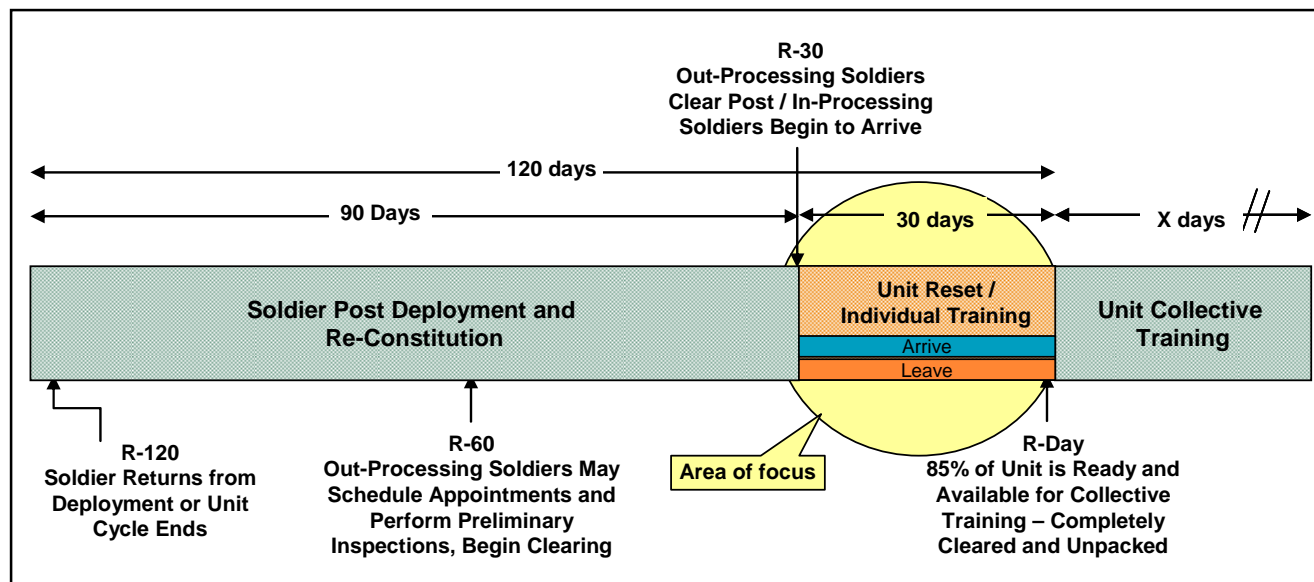 R-30
Out-Processing Soldiers
Clear Post / In-Processing
Soldiers Begin to Arrive
120 days
90 Days
30 days
X days
Soldier Post Deployment and
Re-Constitution
Unit Reset /
Individual Training
Arrive
Leave
Unit Collective
Training
R-120
Soldier Returns from
Deployment or Unit
Cycle Ends
R-60
Out-Processing Soldiers May
Schedule Appointments and
Perform Preliminary
Inspections, Begin Clearing
Area of focus
R-Day
85% of Unit is Ready and
Available for Collective
Training – Completely
Cleared and Unpacked